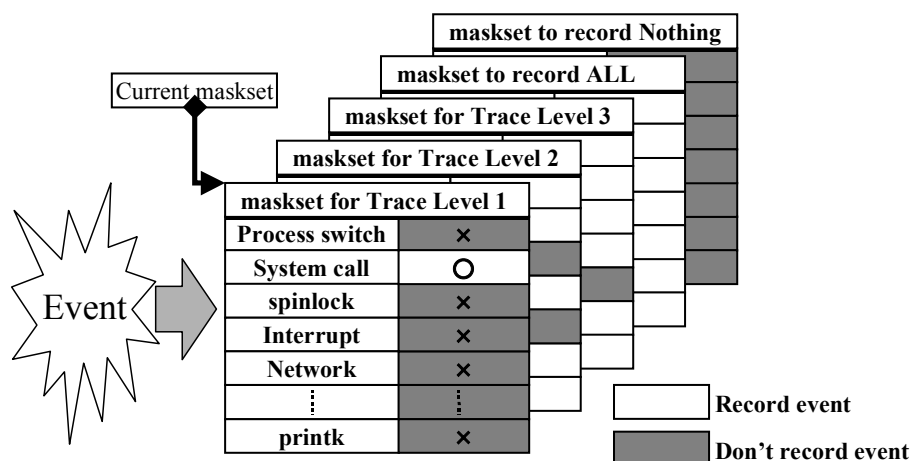 maskset to record Nothing
maskset to record ALL
maskset for Trace Level 3
maskset for Trace Level 2
maskset for Trace Level 1
Current maskset
Event
Process switch ×
System call ○
spinlock ×
Interrupt ×
Network ×
printk ×
Record event
Don't record event